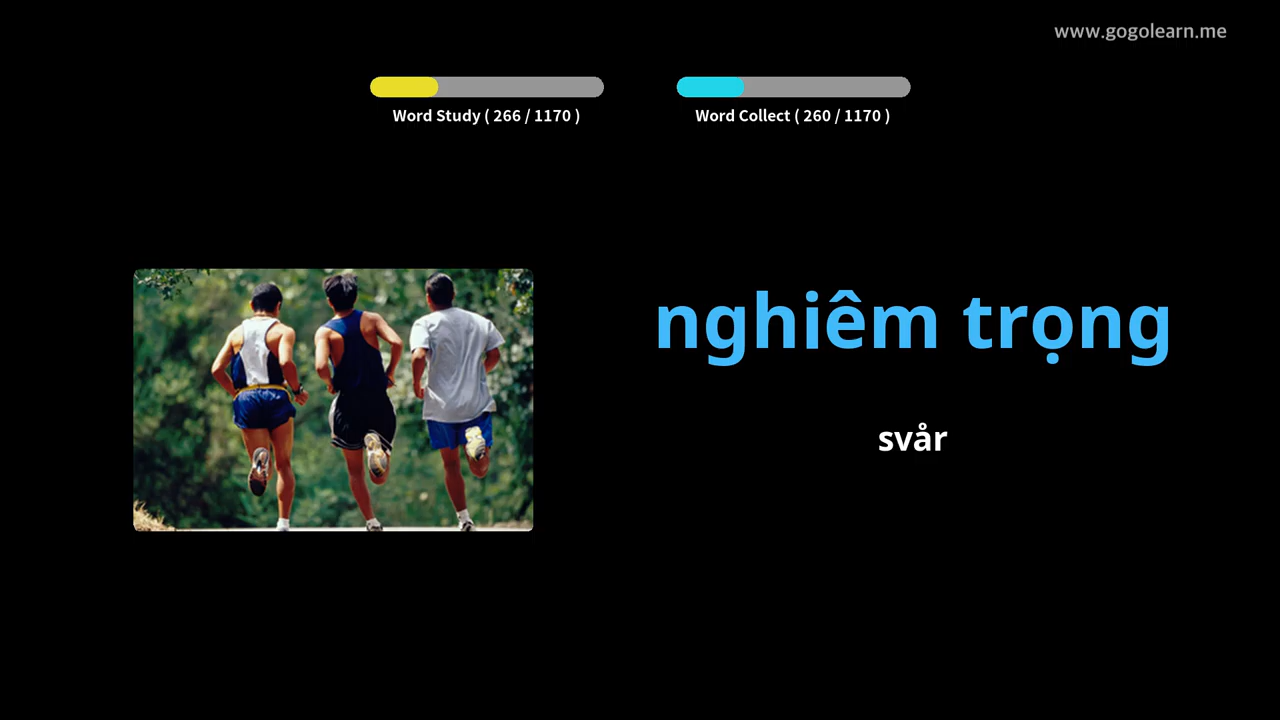 www.gogolearn.me
Word Study ( 266 / 1170 )
Word Collect ( 260 / 1170 )
nghiêm trọng
svår